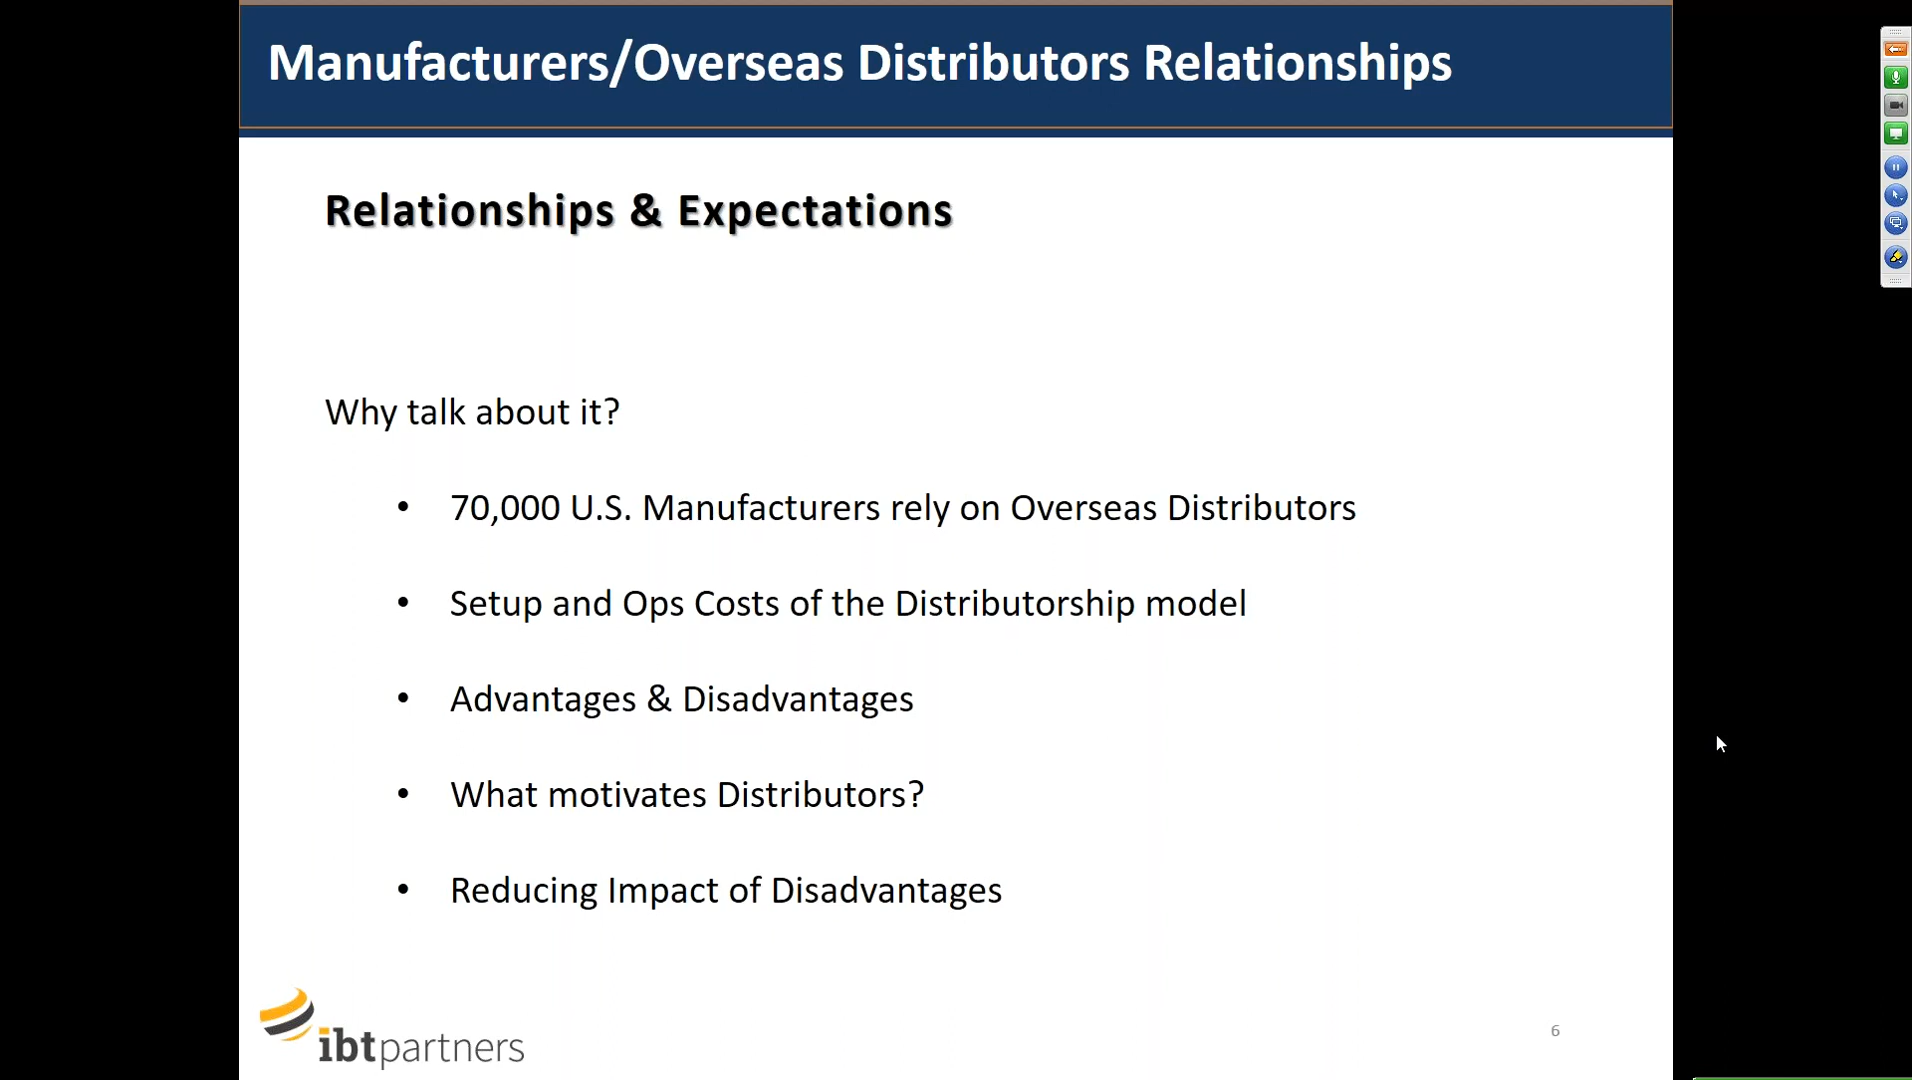 Manufacturers/Overseas Distributors Relationships
Relationships & Expectations
Why talk about it?
• 70,000 U.S. Manufacturers rely on Overseas Distributors
• Setup and Ops Costs of the Distributorship model
• Advantages & Disadvantages
• What motivates Distributors?
• Reducing Impact of Disadvantages
ibtpartners
6